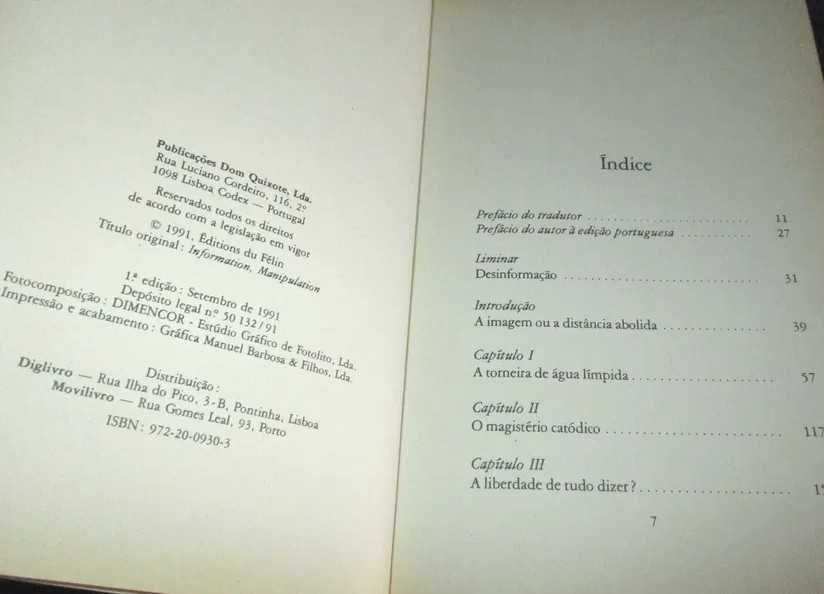 Publicações Dom Quixote, Lda.
Rua Luciano Cordeiro, 116, 2º
1098 Lisboa Codex — Portugal
Reservados todos os direitos
de acordo com a legislação em vigor
© 1991, Éditions du Félin
Título original : Information, Manipulation
1.ª edição : Setembro de 1991
Depósito legal n.º 50 132/91
Fotocomposição : DIMENCOR - Estúdio Gráfico de Fotolito, Lda.
Impressão e acabamento : Gráfica Manuel Barbosa & Filhos, Lda.
Distribuição :
Diglivro — Rua Ilha do Pico, 3-B, Pontinha, Lisboa
Movilivro — Rua Gomes Leal, 93, Porto
ISBN : 972-20-0930-3
Índice
Prefácio do tradutor . . . . . . . . . . . . . . . . . . . . . . . . . . 11
Prefácio do autor à edição portuguesa . . . . . . . . . . . 27
Liminar
Desinformação . . . . . . . . . . . . . . . . . . . . . . . . . . . . . . 31
Introdução
A imagem ou a distância abolida . . . . . . . . . . . . . . . . 39
Capítulo I
A torneira de água límpida . . . . . . . . . . . . . . . . . . . . . . 57
Capítulo II
O magistério catódico . . . . . . . . . . . . . . . . . . . . . . . . . . . 117
Capítulo III
A liberdade de tudo dizer? . . . . . . . . . . . . . . . . . . . . . . .
7